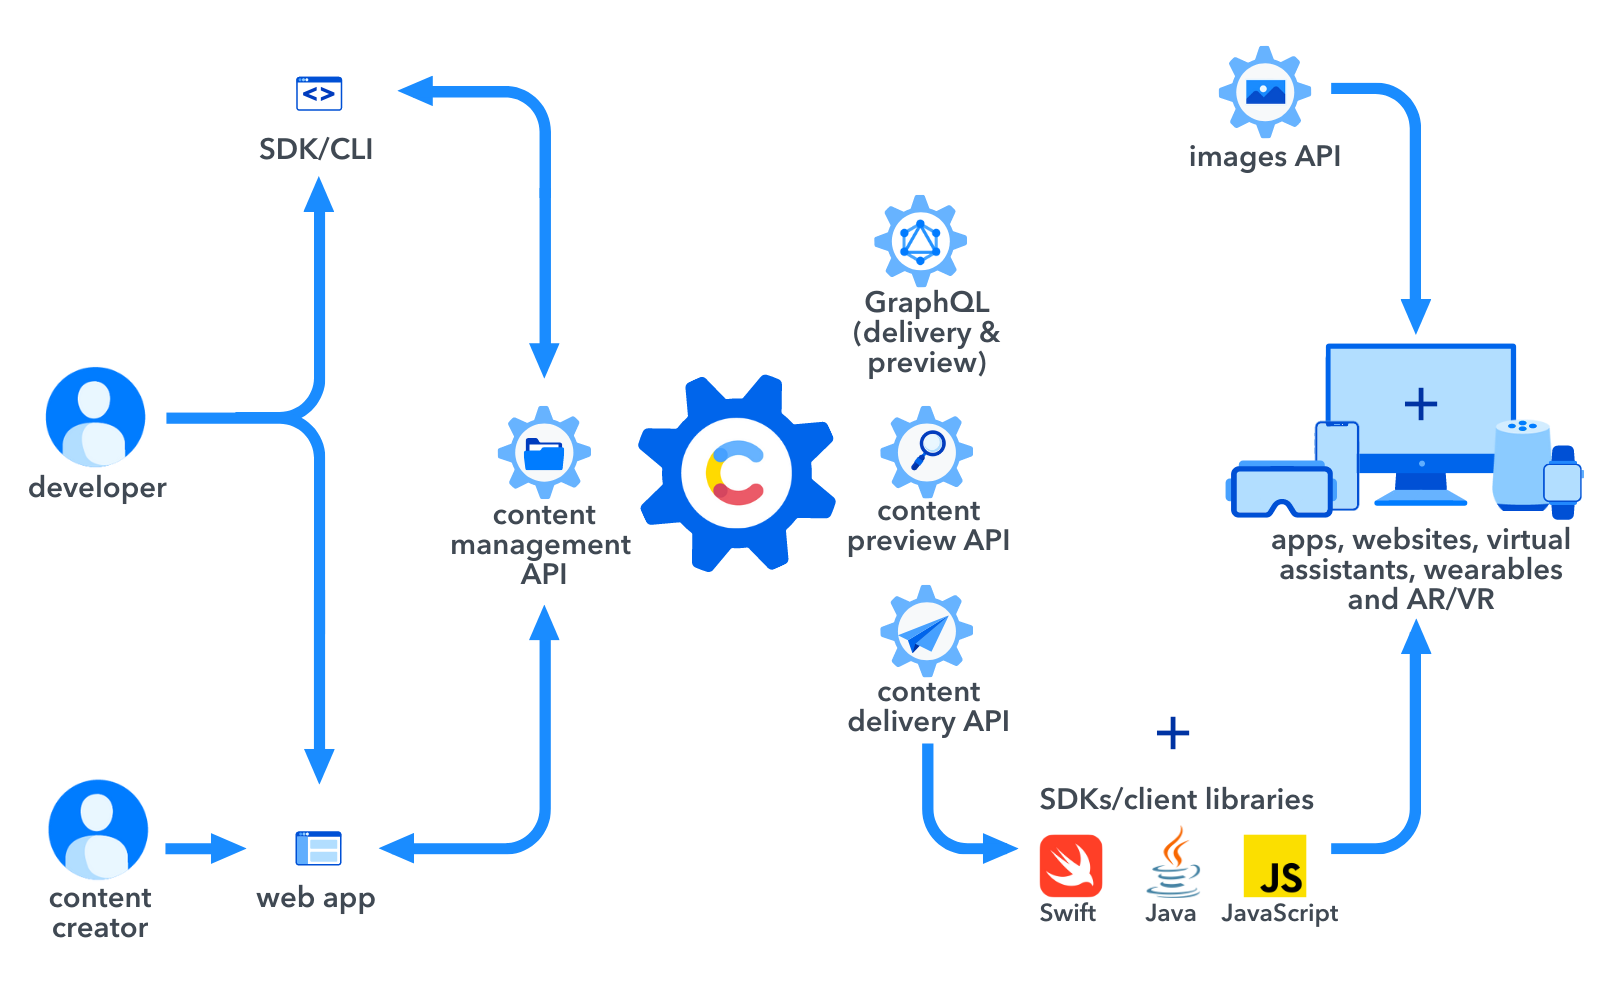 <>
SDK/CLI
images API
GraphQL
(delivery &
preview)
developer
content
management
API
C
content
preview API
+
apps, websites, virtual
assistants, wearables
and AR/VR
content
delivery API
+
SDKs/client libraries
content
creator
web app
JS
Swift
Java
JavaScript